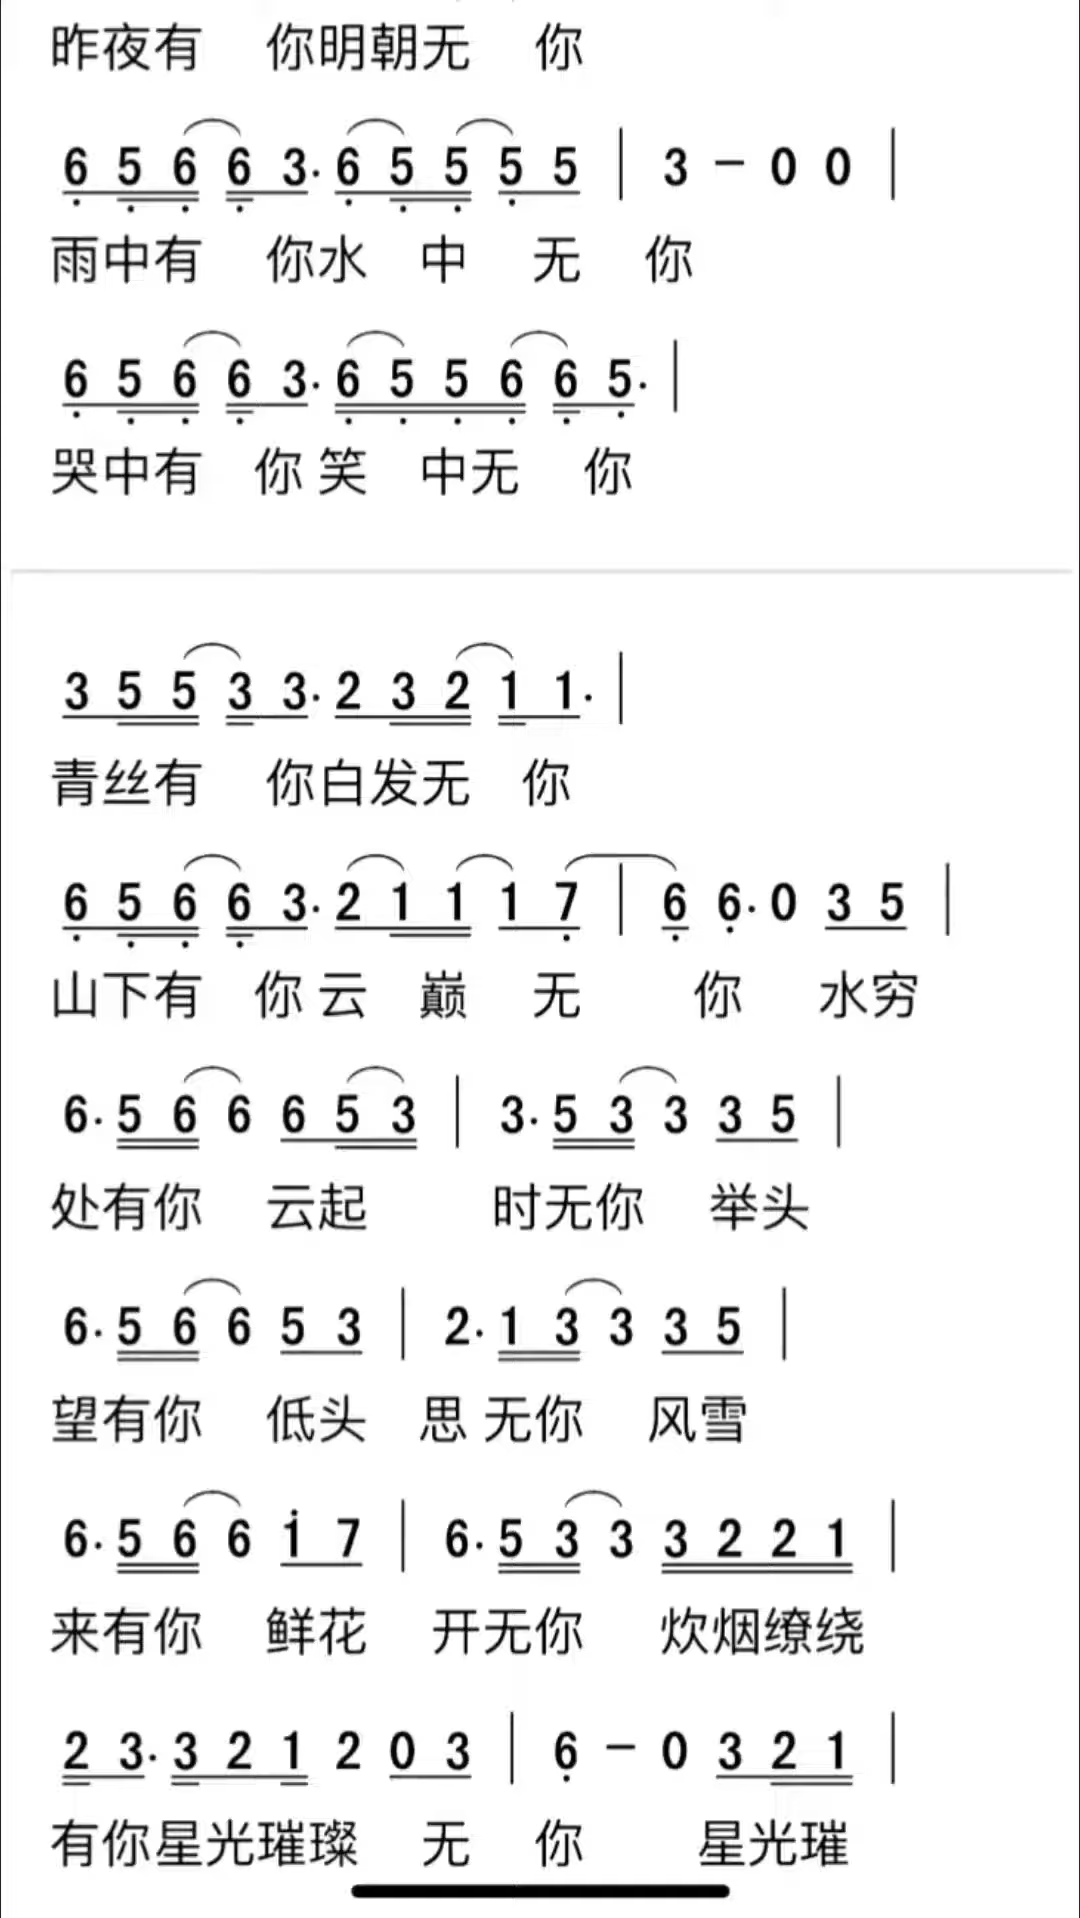 昨夜有 你明朝无 你
6 5 6 6 3. 6 5 5 5 5 | 3 - 0 0 |
雨中有 你水 中 无 你
6 5 6 6 3. 6 5 5 6 6 5. |
哭中有 你 笑 中无 你
3 5 5 3 3. 2 3 2 1 1. |
青丝有 你白发无 你
6 5 6 6 3. 2 1 1 1 7 | 6 6. 0 3 5 |
山下有 你 云 巅 无 你 水穷
6. 5 6 6 6 5 3 | 3. 5 3 3 3 5 |
处有你 云起 时无你 举头
6. 5 6 6 5 3 | 2. 1 3 3 3 5 |
望有你 低头 思 无你 风雪
6. 5 6 6 1 7 | 6. 5 3 3 3 2 2 1 |
来有你 鲜花 开无你 炊烟缭绕
2 3. 3 2 1 2 0 3 | 6 - 0 3 2 1 |
有你星光璀璨 无 你 星光璀